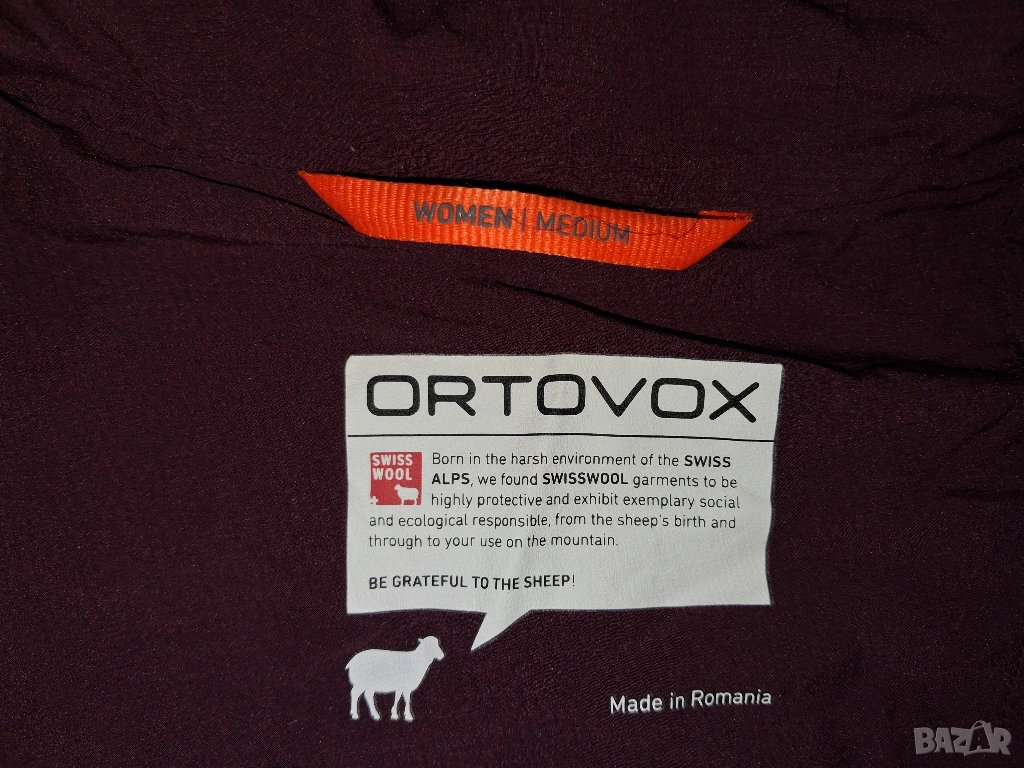 WOMEN | MEDIUM
ORTOVOX
SWISS
WOOL
Born in the harsh environment of the SWISS
ALPS, we found SWISSWOOL garments to be
highly protective and exhibit exemplary social
and ecological responsible, from the sheep's birth and
through to your use on the mountain.
BE GRATEFUL TO THE SHEEP!
Made in Romania
BAZAR